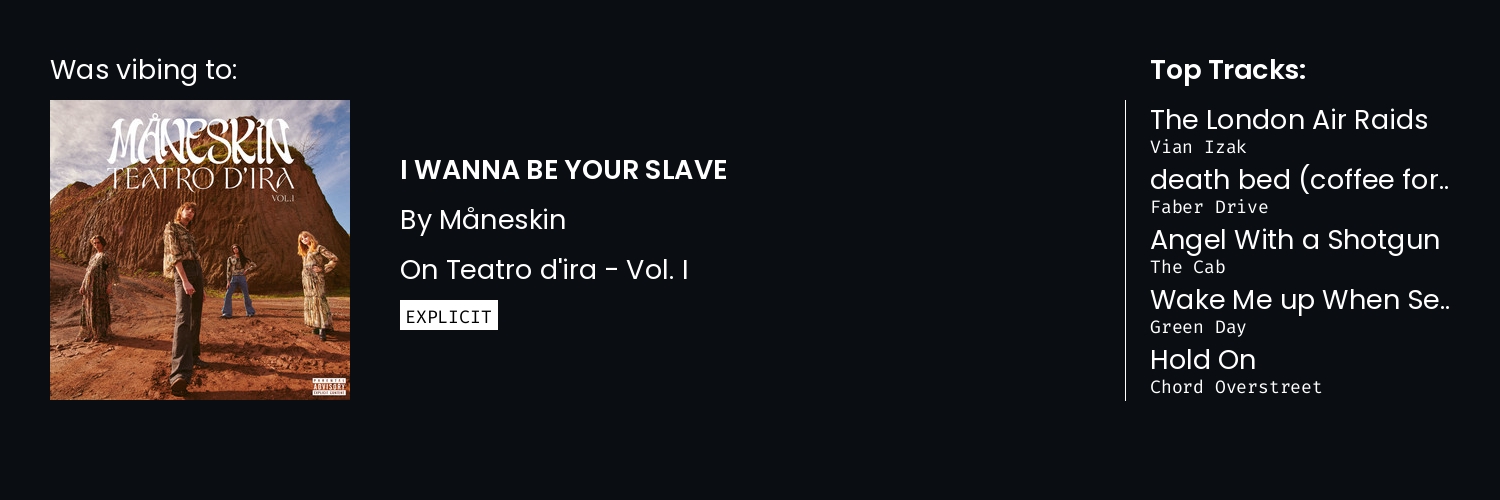 Was vibing to:
MÅNESKIN
TEATRO D'IRA
VOL.I
PARENTAL
ADVISORY
EXPLICIT CONTENT
I WANNA BE YOUR SLAVE
By Måneskin
On Teatro d'ira - Vol. I
EXPLICIT
Top Tracks:
The London Air Raids
Vian Izak
death bed (coffee for..
Faber Drive
Angel With a Shotgun
The Cab
Wake Me up When Se..
Green Day
Hold On
Chord Overstreet